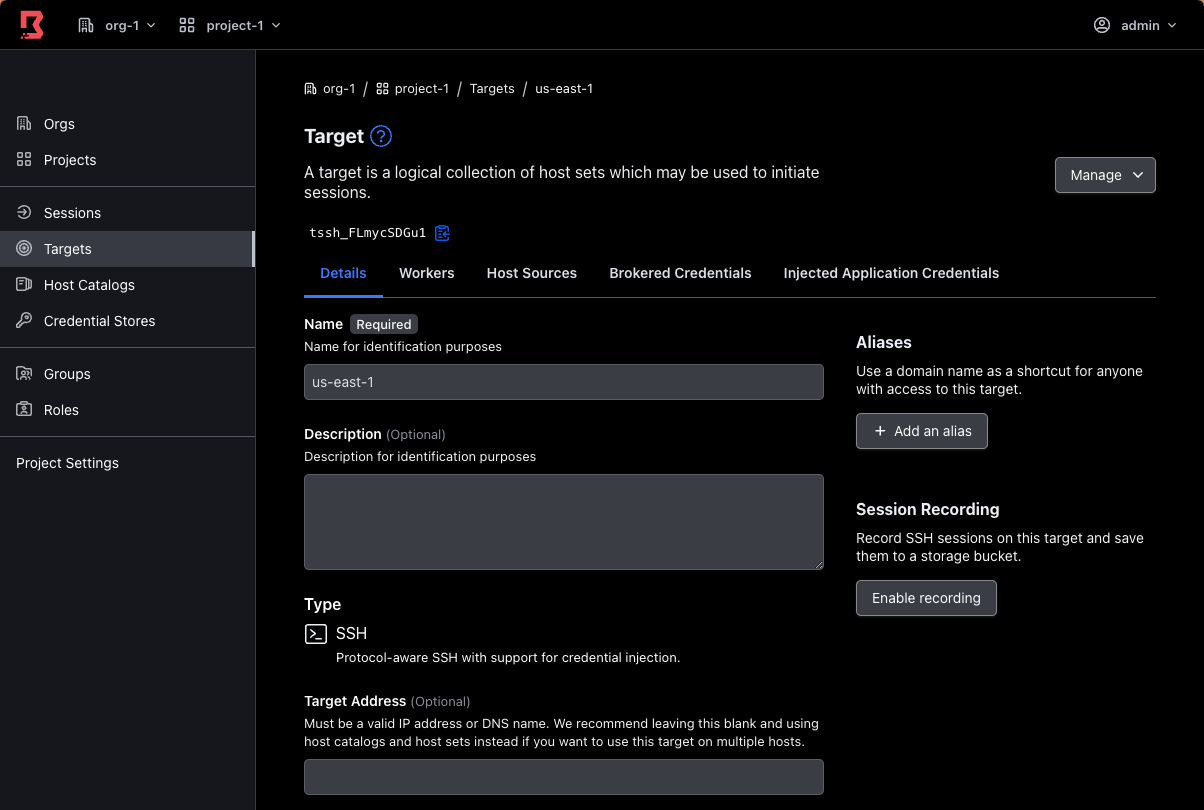 org-1
project-1
admin
Orgs
Projects
Sessions
Targets
Host Catalogs
Credential Stores
Groups
Roles
Project Settings
org-1 / project-1 / Targets / us-east-1
Target ?
A target is a logical collection of host sets which may be used to initiate
sessions.
Manage
tssh_FLmycSDGu1
Details Workers Host Sources Brokered Credentials Injected Application Credentials
Name Required
Name for identification purposes
us-east-1
Description (Optional)
Description for identification purposes
Type
SSH
Protocol-aware SSH with support for credential injection.
Target Address (Optional)
Must be a valid IP address or DNS name. We recommend leaving this blank and using
host catalogs and host sets instead if you want to use this target on multiple hosts.
Aliases
Use a domain name as a shortcut for anyone
with access to this target.
+ Add an alias
Session Recording
Record SSH sessions on this target and save
them to a storage bucket.
Enable recording